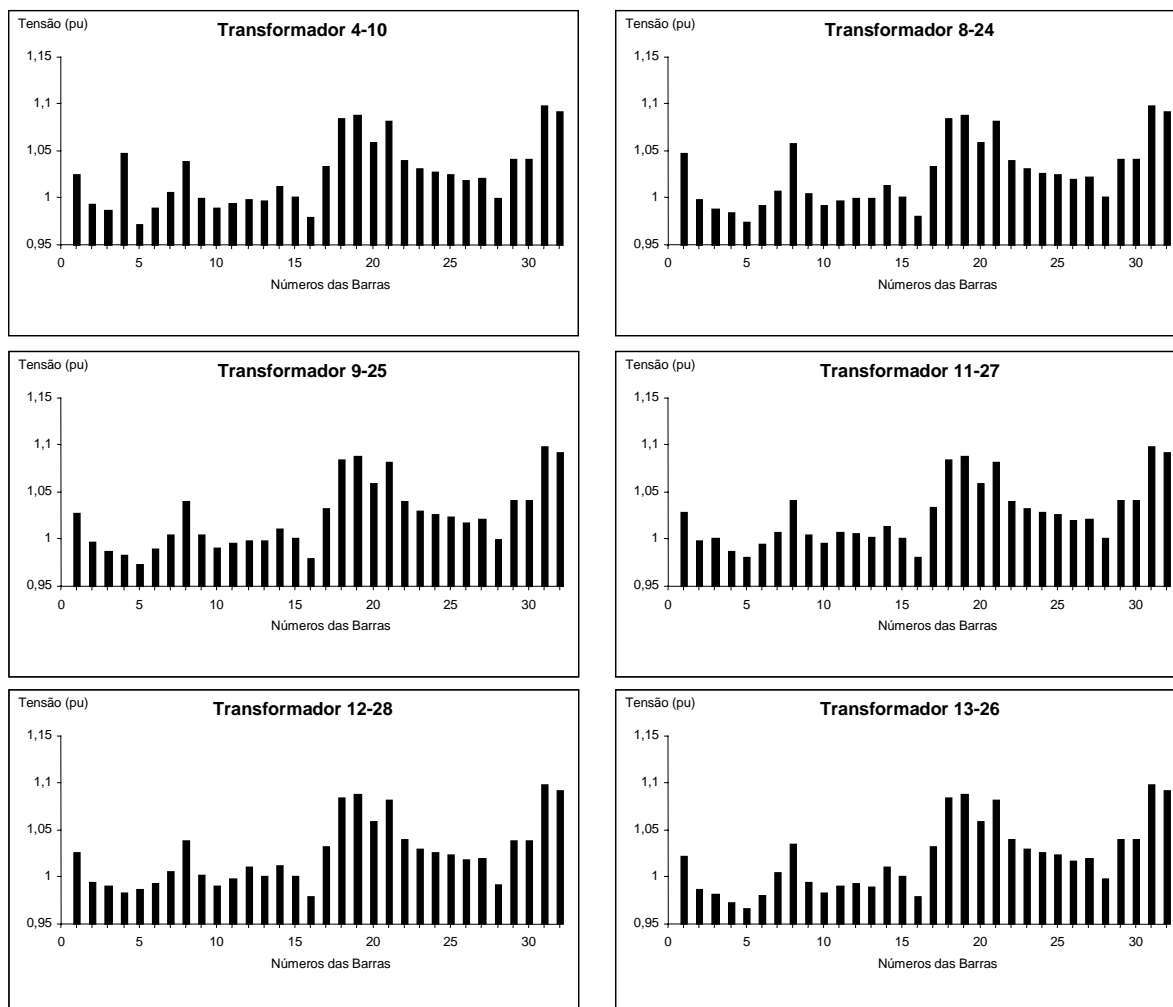 Tensão (pu)
Transformador 4-10
1,15
1,1
1,05
1
0,95
0 5 10 15 20 25 30
Números das Barras
Tensão (pu)
Transformador 8-24
1,15
1,1
1,05
1
0,95
0 5 10 15 20 25 30
Números das Barras
Tensão (pu)
Transformador 9-25
1,15
1,1
1,05
1
0,95
0 5 10 15 20 25 30
Números das Barras
Tensão (pu)
Transformador 11-27
1,15
1,1
1,05
1
0,95
0 5 10 15 20 25 30
Números das Barras
Tensão (pu)
Transformador 12-28
1,15
1,1
1,05
1
0,95
0 5 10 15 20 25 30
Números das Barras
Tensão (pu)
Transformador 13-26
1,15
1,1
1,05
1
0,95
0 5 10 15 20 25 30
Números das Barras